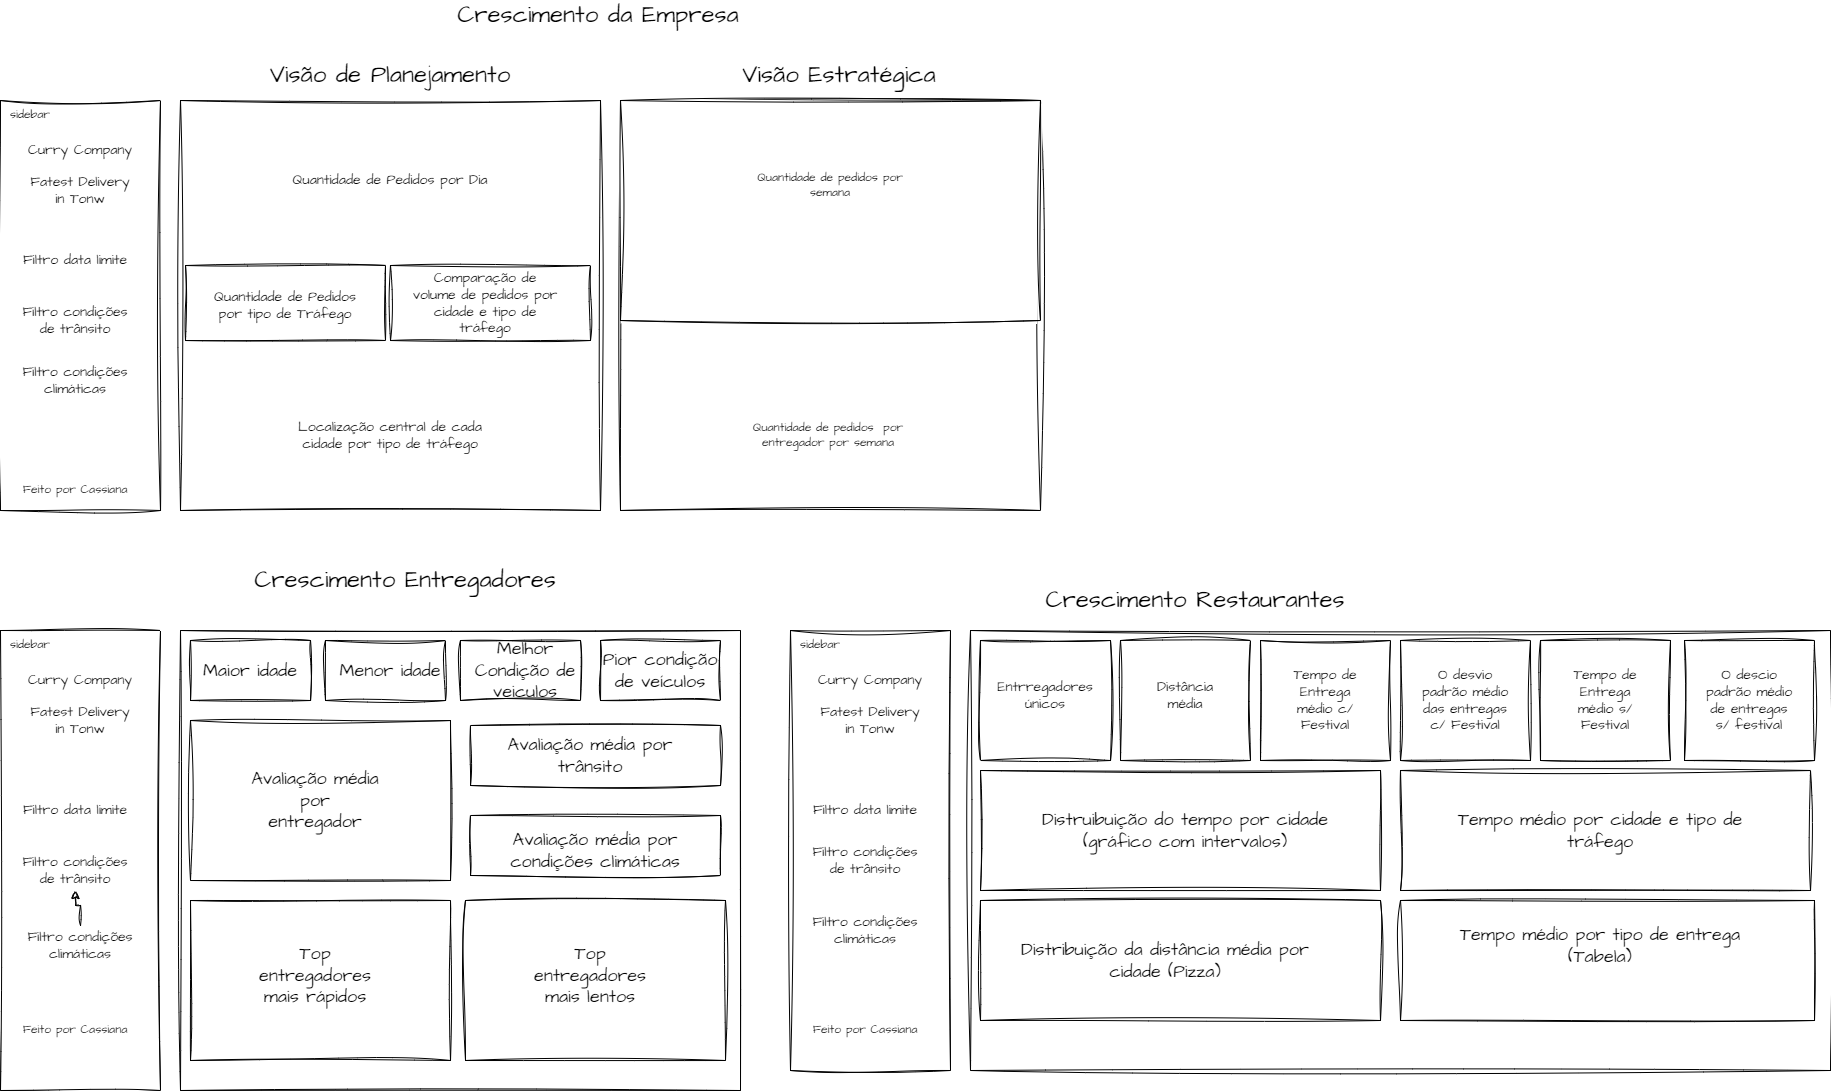 Crescimento da Empresa
Visão de Planejamento
Visão Estratégica
sidebar
Curry Company
Fatest Delivery
in Tonw
Filtro data limite
Filtro condições
de trânsito
Filtro condições
climáticas
Feito por Cassiana
Quantidade de Pedidos por Dia
Quantidade de Pedidos
por tipo de Tráfego
Comparação de
volume de pedidos por
cidade e tipo de
tráfego
Localização central de cada
cidade por tipo de tráfego
Quantidade de pedidos por
semana
Quantidade de pedidos por
entregador por semana
Crescimento Entregadores
sidebar
Curry Company
Fatest Delivery
in Tonw
Filtro data limite
Filtro condições
de trânsito
Filtro condições
climáticas
Feito por Cassiana
Maior idade
Menor idade
Melhor
Condição de
veiculos
Pior condição
de veiculos
Avaliação média
por
entregador
Avaliação média por
trânsito
Avaliação média por
condições climáticas
Top
entregadores
mais rápidos
Top
entregadores
mais lentos
Crescimento Restaurantes
sidebar
Curry Company
Fatest Delivery
in Tonw
Filtro data limite
Filtro condições
de trânsito
Filtro condições
climáticas
Feito por Cassiana
Entrregadores
únicos
Distância
média
Tempo de
Entrega
médio c/
Festival
O desvio
padrão médio
das entregas
c/ Festival
Tempo de
Entrega
médio s/
Festival
O descio
padrão médio
de entregas
s/ festival
Distruibuição do tempo por cidade
(gráfico com intervalos)
Tempo médio por cidade e tipo de
tráfego
Distribuição da distância média por
cidade (Pizza)
Tempo médio por tipo de entrega
(Tabela)